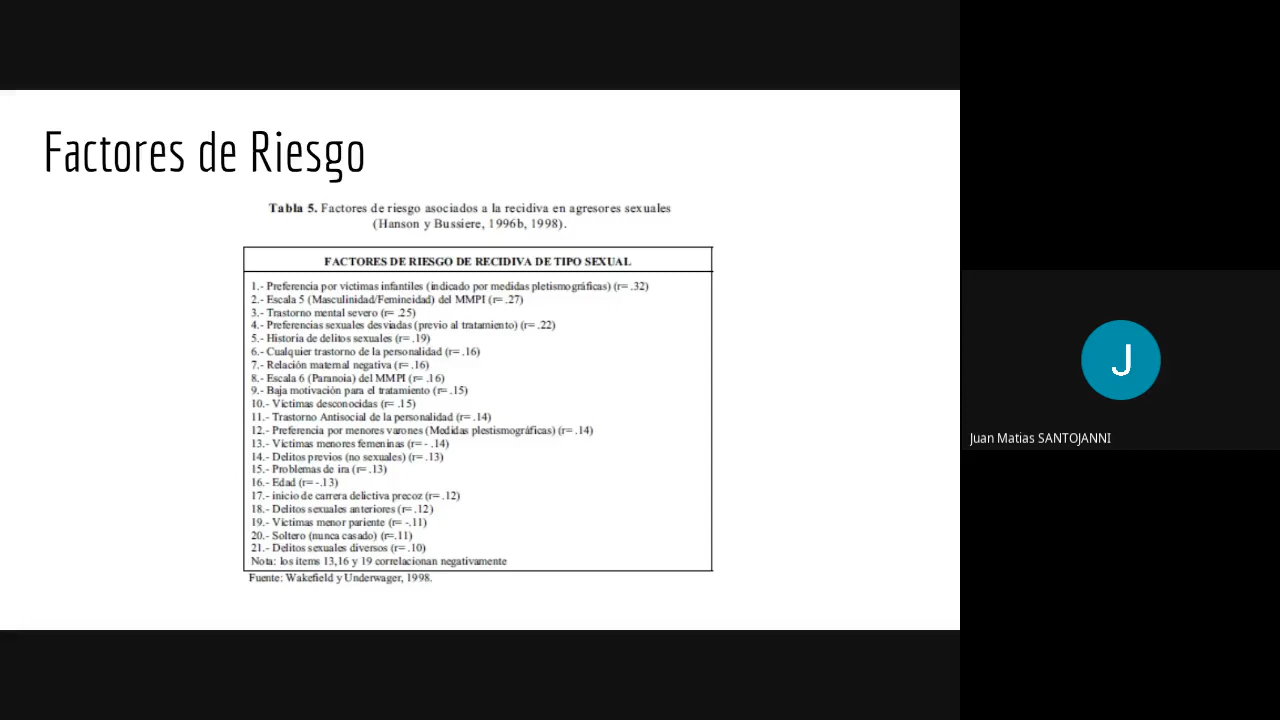 Factores de Riesgo
Tabla 5. Factores de riesgo asociados a la recidiva en agresores sexuales
(Hanson y Bussiere, 1996b, 1998).
FACTORES DE RIESGO DE RECIDIVA DE TIPO SEXUAL
1.- Preferencia por víctimas infantiles (indicado por medidas pletismográficas) (r= .32)
2.- Escala 5 (Masculinidad/Femineidad) del MMPI (r= .27)
3.- Trastorno mental severo (r= .25)
4.- Preferencias sexuales desviadas (previo al tratamiento) (r= .22)
5.- Historia de delitos sexuales (r= .19)
6.- Cualquier trastorno de la personalidad (r= .16)
7.- Relación maternal negativa (r= .16)
8.- Escala 6 (Paranoia) del MMPI (r= .16)
9.- Baja motivación para el tratamiento (r= .15)
10.- Víctimas desconocidas (r= .15)
11.- Trastorno Antisocial de la personalidad (r= .14)
12.- Preferencia por menores varones (Medidas plestismográficas) (r= .14)
13.- Víctimas menores femeninas (r= - .14)
14.- Delitos previos (no sexuales) (r= .13)
15.- Problemas de ira (r= .13)
16.- Edad (r= -.13)
17.- inicio de carrera delictiva precoz (r= .12)
18.- Delitos sexuales anteriores (r= .12)
19.- Víctimas menor pariente (r= -.11)
20.- Soltero (nunca casado) (r=.11)
21.- Delitos sexuales diversos (r= .10)
Nota: los ítems 13,16 y 19 correlacionan negativamente
Fuente: Wakefield y Underwager, 1998.
J
Juan Matias SANTOJANNI